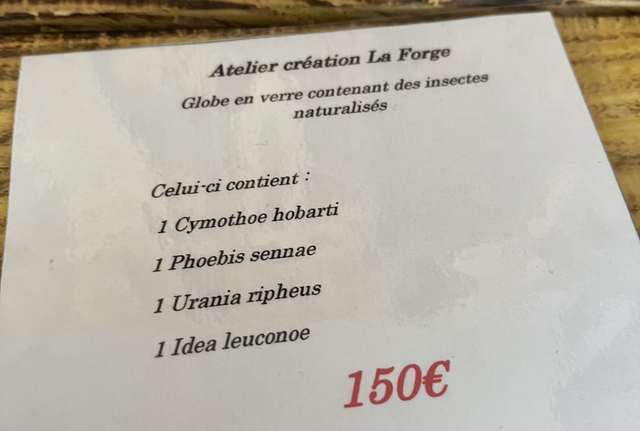 Atelier création La Forge
Globe en verre contenant des insectes
naturalisés
Celui-ci contient :
1 Cymothoe hobarti
1 Phoebis sennae
1 Urania ripheus
1 Idea leuconoe
150€